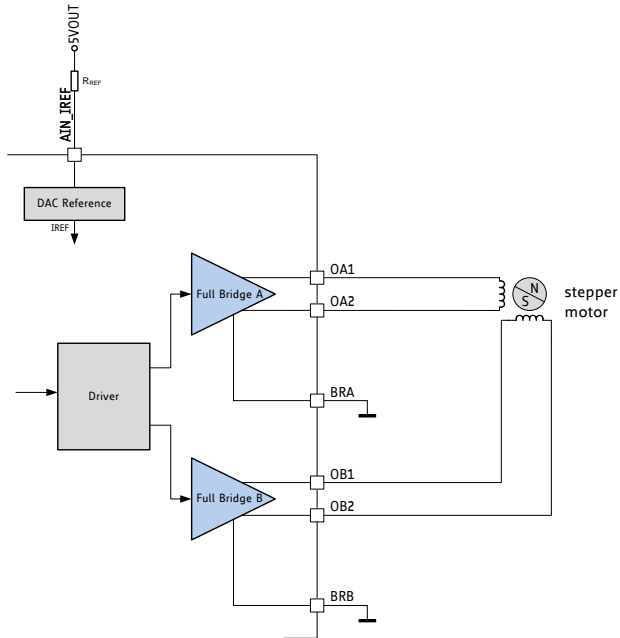 5VOUT
RREF
AIN_IREF
DAC Reference
IREF
Full Bridge A
OA1
OA2
N
S
stepper
motor
BRA
Driver
Full Bridge B
OB1
OB2
BRB